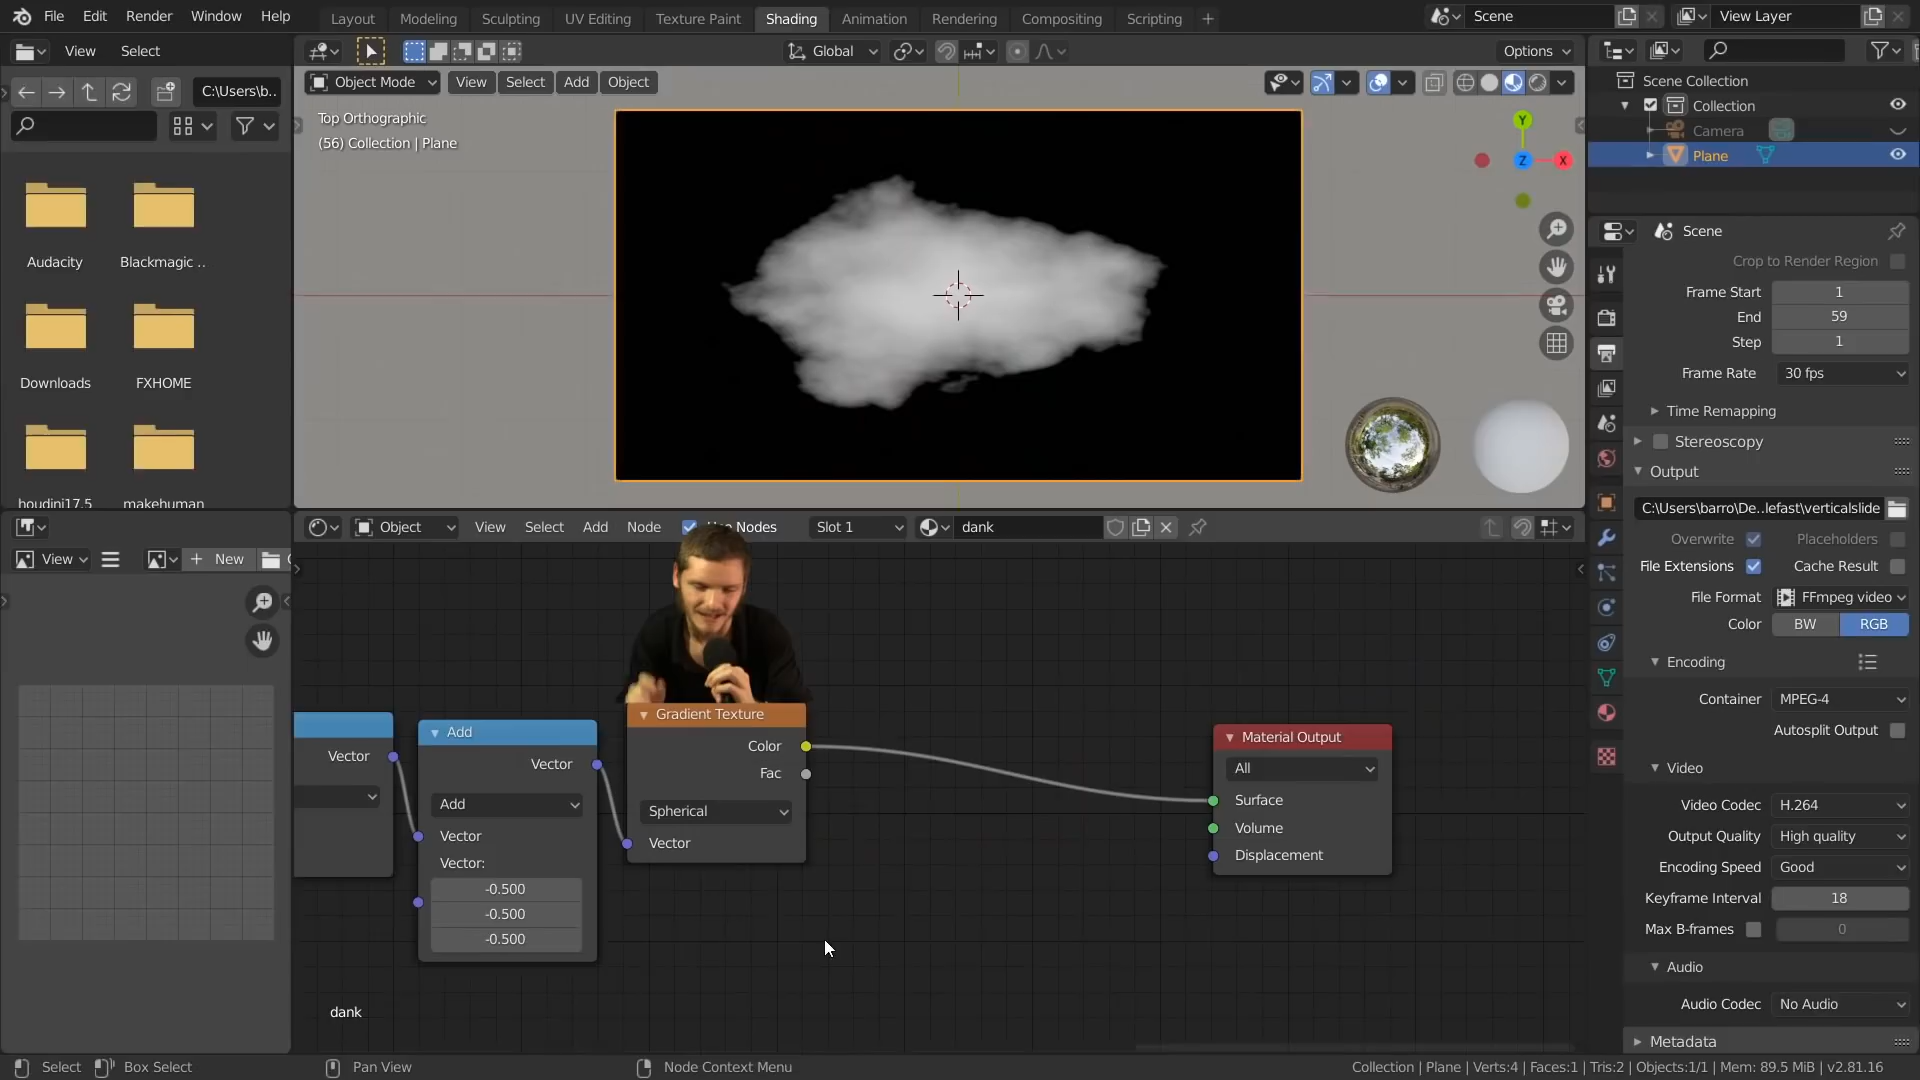 File Edit Render Window Help
Layout Modeling Sculpting UV Editing Texture Paint Shading Animation Rendering Compositing Scripting +
Scene
View Layer
View Select
Global
Options
C:\Users\b..
Object Mode View Select Add Object
Top Orthographic
(56) Collection | Plane
Y
Z
X
Audacity
Blackmagic ..
Downloads
FXHOME
houdini17.5
makehuman
Scene Collection
Collection
Camera
Plane
Scene
Crop to Render Region
Frame Start 1
End 59
Step 1
Frame Rate 30 fps
Time Remapping
Stereoscopy
Output
C:\Users\barro\De..lefast\verticalslide
Overwrite Placeholders
File Extensions Cache Result
File Format FFmpeg video
Color BW RGB
Encoding
Container MPEG-4
Autosplit Output
Video
Video Codec H.264
Output Quality High quality
Encoding Speed Good
Keyframe Interval 18
Max B-frames 0
Audio
Audio Codec No Audio
Metadata
View
+ New
Object View Select Add Node Nodes Slot 1 dank
Vector
Add
Vector
Add
Vector
Vector:
-0.500
-0.500
-0.500
Gradient Texture
Color
Fac
Spherical
Vector
Material Output
All
Surface
Volume
Displacement
dank
Select Box Select Pan View Node Context Menu
Collection | Plane | Verts:4 | Faces:1 | Tris:2 | Objects:1/1 | Mem: 89.5 MiB | v2.81.16